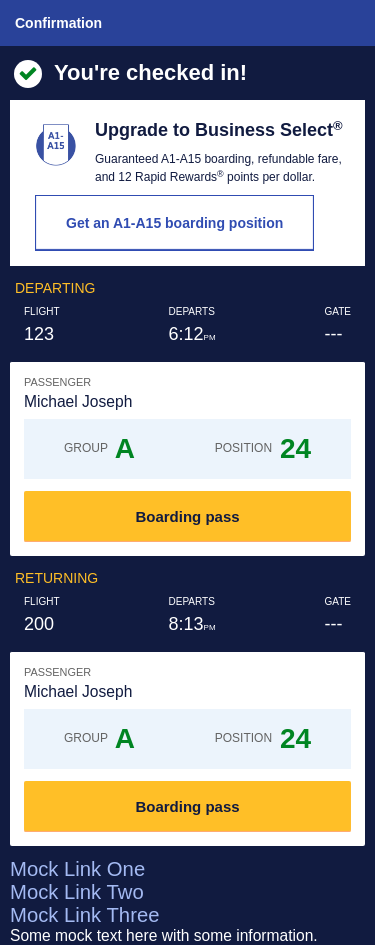 Confirmation
You're checked in!
A1-
A15
Upgrade to Business Select®
Guaranteed A1-A15 boarding, refundable fare,
and 12 Rapid Rewards® points per dollar.
Get an A1-A15 boarding position
DEPARTING
FLIGHT DEPARTS GATE
123 6:12PM ---
PASSENGER
Michael Joseph
GROUP A POSITION 24
Boarding pass
RETURNING
FLIGHT DEPARTS GATE
200 8:13PM ---
PASSENGER
Michael Joseph
GROUP A POSITION 24
Boarding pass
Mock Link One
Mock Link Two
Mock Link Three
Some mock text here with some information.